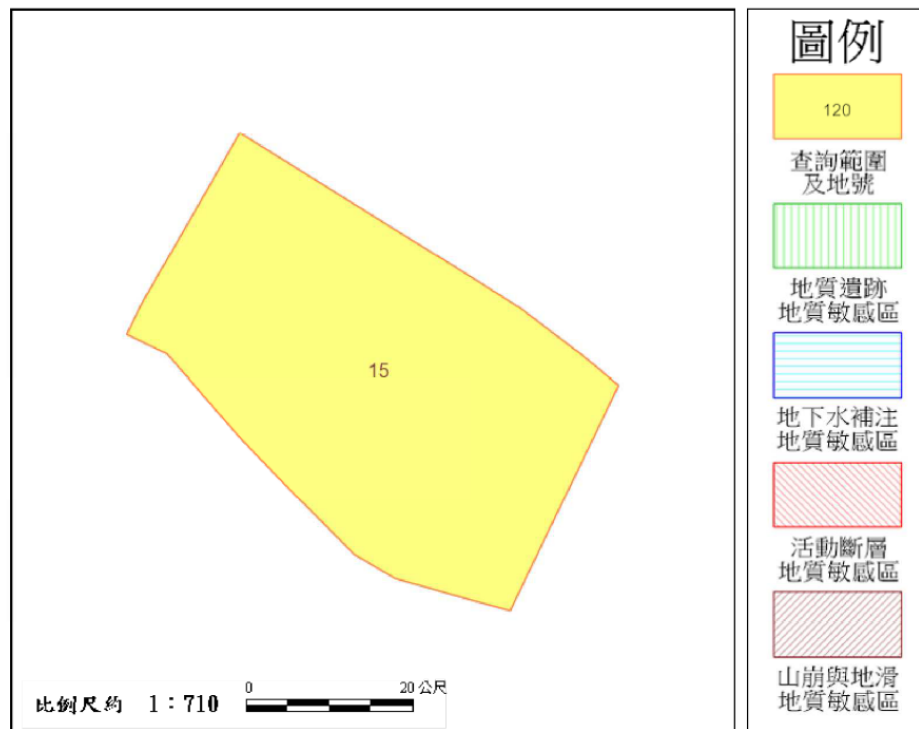 15
比例尺約 1：710
0 20 公尺
圖例
120
查詢範圍
及地號
地質遺跡
地質敏感區
地下水補注
地質敏感區
活動斷層
地質敏感區
山崩與地滑
地質敏感區